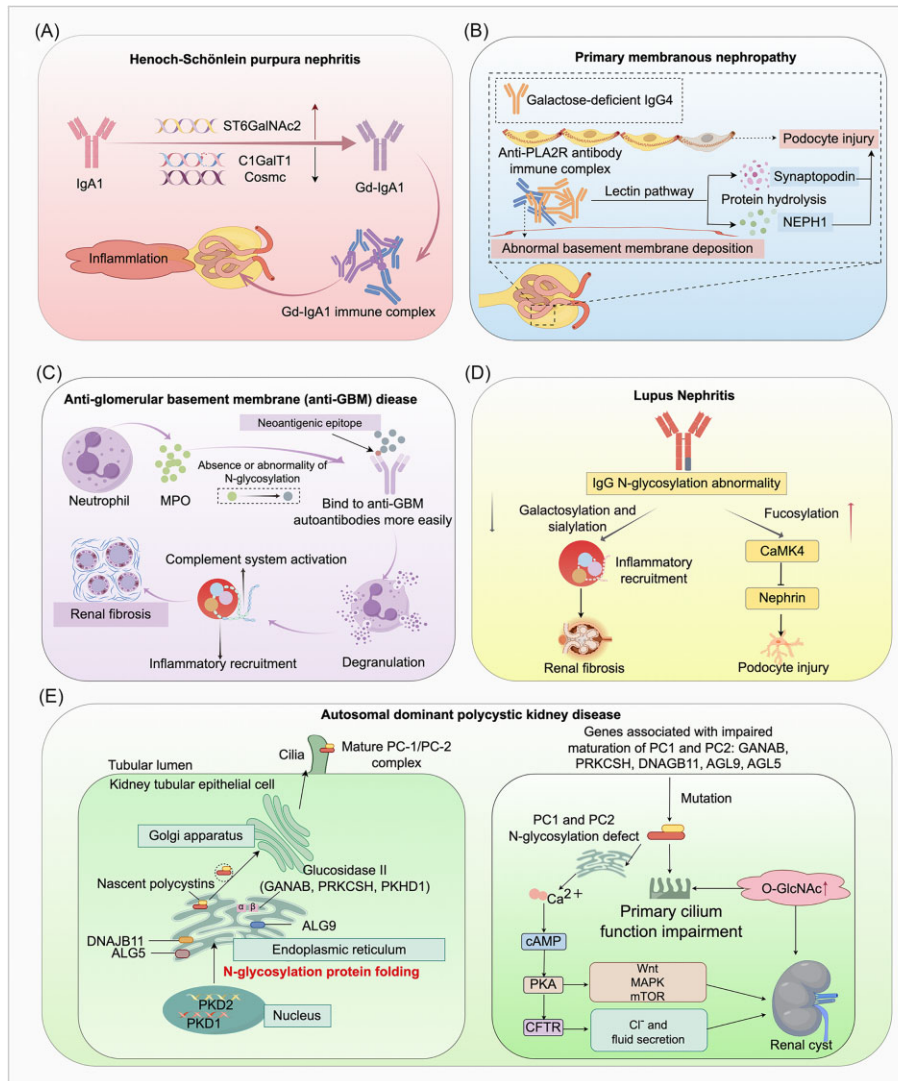 (A)
Henoch-Schönlein purpura nephritis
ST6GalNAc2
IgA1
C1GalT1
Cosmc
Gd-IgA1
Inflammlation
Gd-IgA1 immune complex
(B)
Primary membranous nephropathy
Galactose-deficient IgG4
Anti-PLA2R antibody
immune complex
Podocyte injury
Lectin pathway
Synaptopodin
Protein hydrolysis
NEPH1
Abnormal basement membrane deposition
(C)
Anti-glomerular basement membrane (anti-GBM) disease
Neoantigenic epitope
Neutrophil
MPO
Absence or abnormality of
N-glycosylation
Bind to anti-GBM
autoantibodies more easily
Complement system activation
Renal fibrosis
Inflammatory recruitment
Degranulation
(D)
Lupus Nephritis
IgG N-glycosylation abnormality
Galactosylation and
sialylation
Fucosylation
Inflammatory
recruitment
CaMK4
Nephrin
Renal fibrosis
Podocyte injury
(E)
Autosomal dominant polycystic kidney disease
Tubular lumen
Cilia
Mature PC-1/PC-2
complex
Kidney tubular epithelial cell
Golgi apparatus
Nascent polycystins
Glucosidase II
(GANAB, PRKCSH, PKHD1)
α β
ALG9
DNAJB11
ALG5
Endoplasmic reticulum
N-glycosylation protein folding
PKD2
PKD1
Nucleus
Genes associated with impaired
maturation of PC1 and PC2: GANAB,
PRKCSH, DNAGB11, AGL9, AGL5
Mutation
PC1 and PC2
N-glycosylation defect
Ca2+
O-GlcNAc↑
Primary cilium
function impairment
cAMP
PKA
Wnt
MAPK
mTOR
CFTR
Cl⁻ and
fluid secretion
Renal cyst